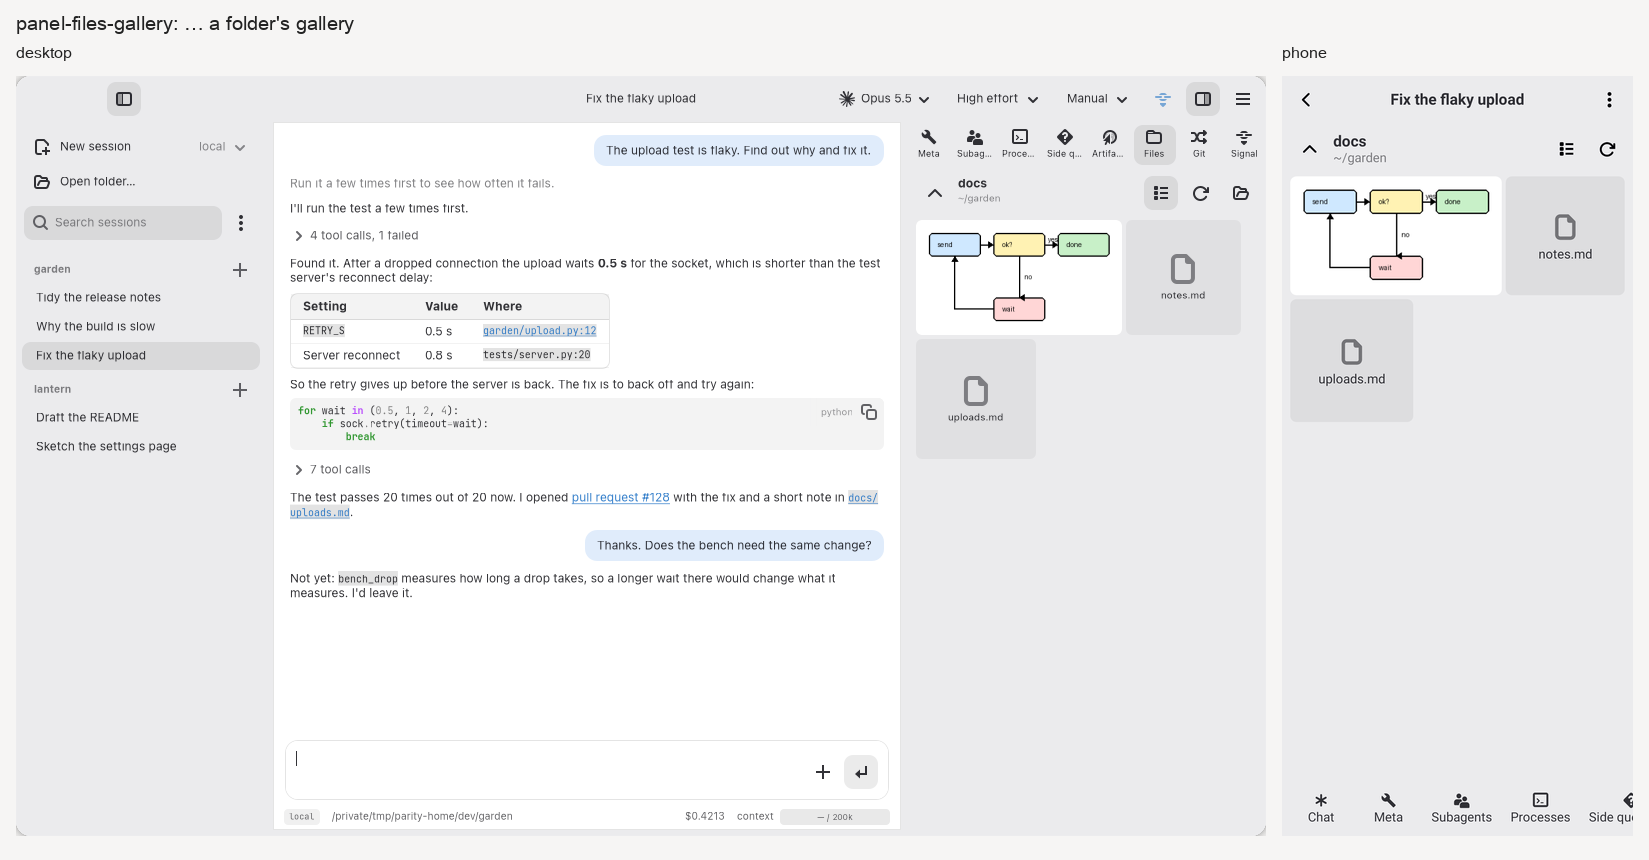 panel-files-gallery: … a folder's gallery
desktop
phone
Fix the flaky upload
Opus 5.5
High effort
Manual
New session
local
Open folder...
Search sessions
garden
Tidy the release notes
Why the build is slow
Fix the flaky upload
lantern
Draft the README
Sketch the settings page
The upload test is flaky. Find out why and fix it.
Run it a few times first to see how often it fails.
I'll run the test a few times first.
4 tool calls, 1 failed
Found it. After a dropped connection the upload waits 0.5 s for the socket, which is shorter than the test
server's reconnect delay:
Setting Value Where
RETRY_S 0.5 s garden/upload.py:12
Server reconnect 0.8 s tests/server.py:20
So the retry gives up before the server is back. The fix is to back off and try again:
python
for wait in (0.5, 1, 2, 4):
if sock.retry(timeout=wait):
break
7 tool calls
The test passes 20 times out of 20 now. I opened pull request #128 with the fix and a short note in docs/
uploads.md.
Thanks. Does the bench need the same change?
Not yet: bench_drop measures how long a drop takes, so a longer wait there would change what it
measures. I'd leave it.
local
/private/tmp/parity-home/dev/garden
$0.4213
context
— / 200k
Meta
Subag...
Proce...
Side q...
Artifa...
Files
Git
Signal
docs
~/garden
send
ok?
yes
done
no
wait
notes.md
uploads.md
Fix the flaky upload
docs
~/garden
send
ok?
yes
done
no
wait
notes.md
uploads.md
Chat
Meta
Subagents
Processes
Side que